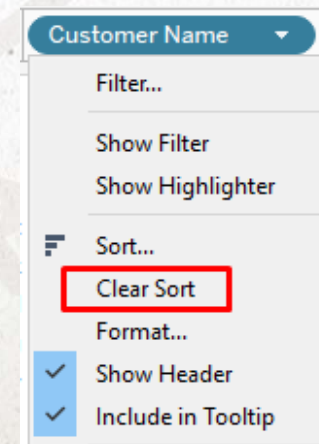 Customer Name
Filter...
Show Filter
Show Highlighter
Sort...
Clear Sort
Format...
Show Header
Include in Tooltip